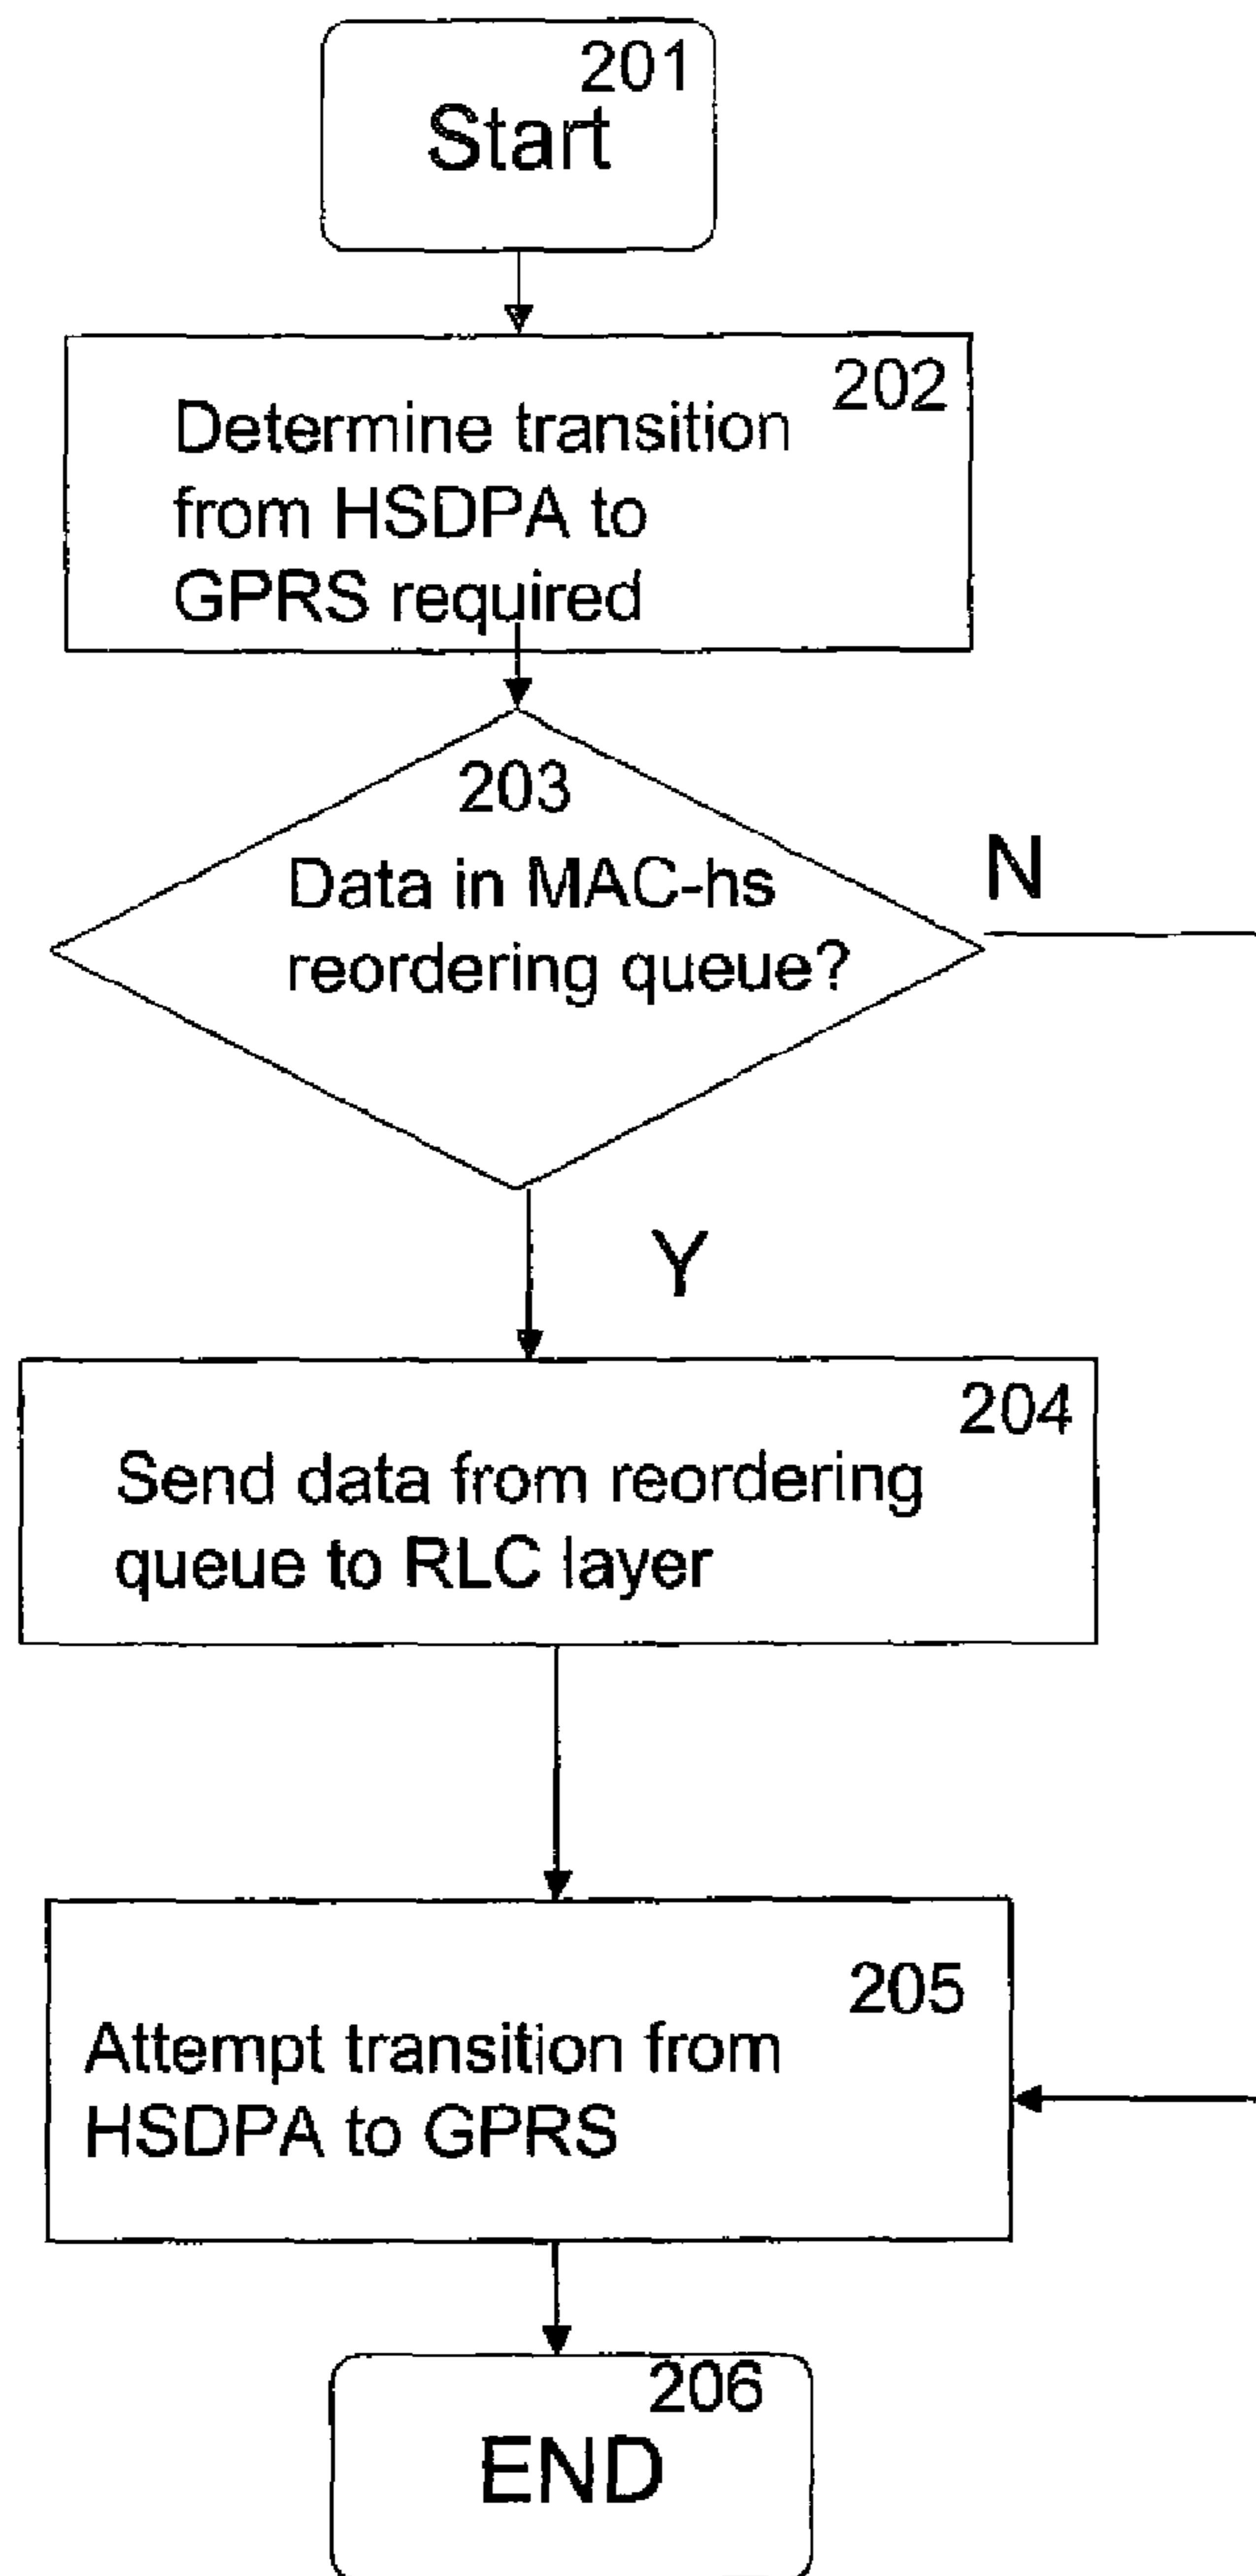 201
Start
202
Determine transition
from HSDPA to
GPRS required
203
Data in MAC-hs
reordering queue?
N
Y
204
Send data from reordering
queue to RLC layer
205
Attempt transition from
HSDPA to GPRS
206
END